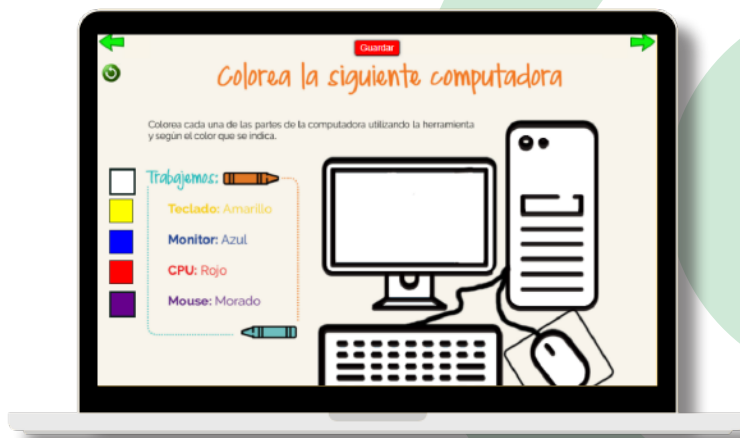 Guardar
Colorea la siguiente computadora
Colorea cada una de las partes de la computadora utilizando la herramienta
y según el color que se indica.
Trabajemos:
Teclado: Amarillo
Monitor: Azul
CPU: Rojo
Mouse: Morado